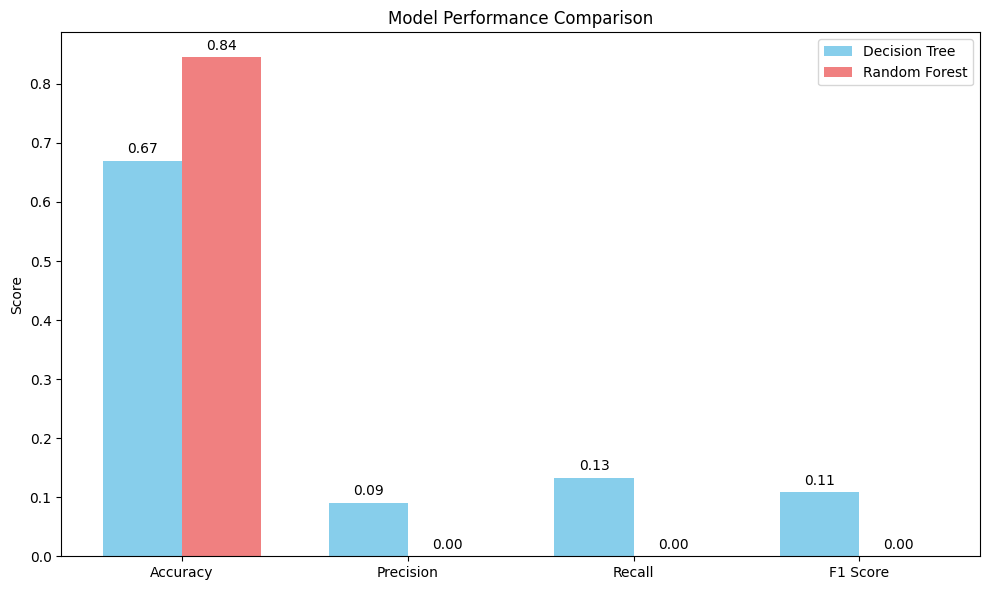 Model Performance Comparison
Decision Tree
Random Forest
Score
0.8
0.7
0.6
0.5
0.4
0.3
0.2
0.1
0.0
0.67
0.84
0.09
0.00
0.13
0.00
0.11
0.00
Accuracy
Precision
Recall
F1 Score